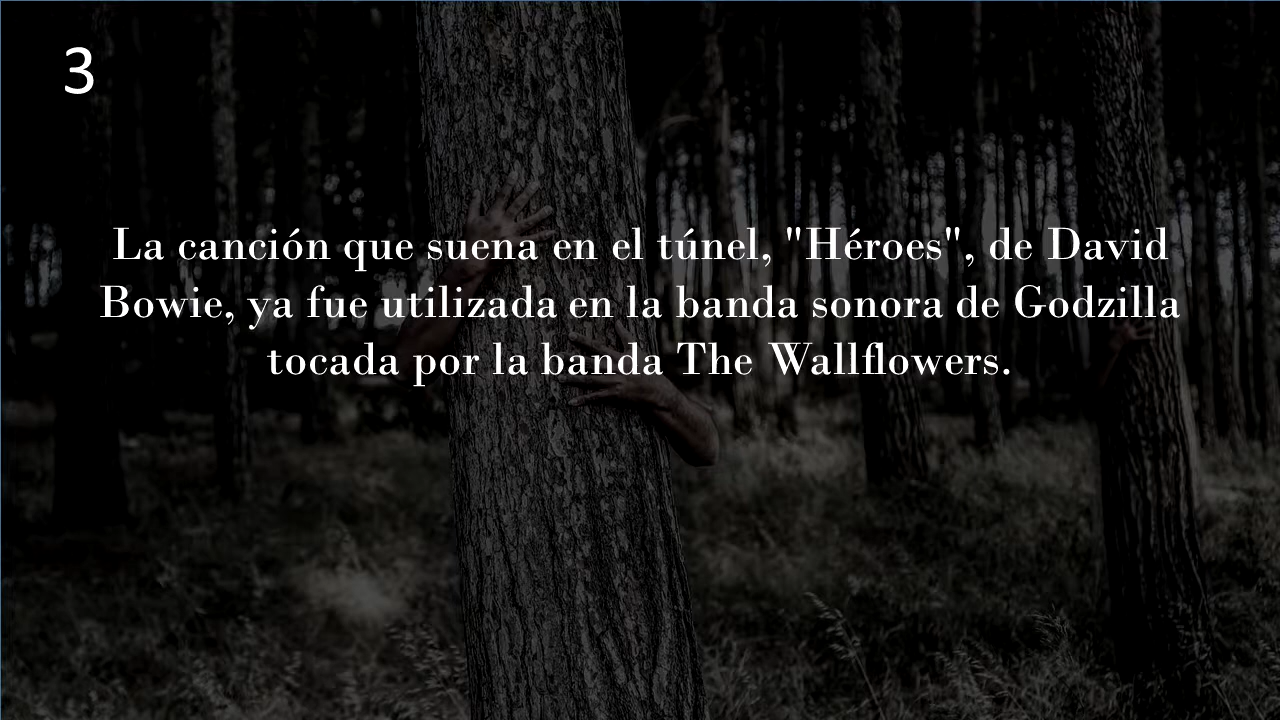 3
La canción que suena en el túnel, "Héroes", de David
Bowie, ya fue utilizada en la banda sonora de Godzilla
tocada por la banda The Wallflowers.